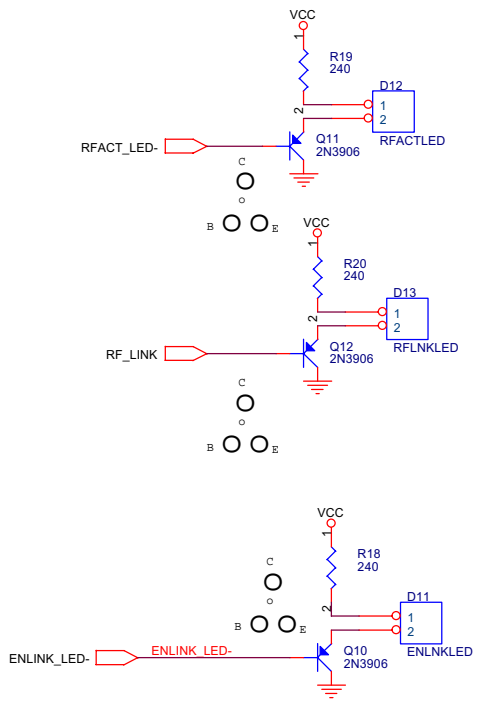 VCC
1
R19
240
D12
2
1
2
RFACTLED
Q11
2N3906
RFACT_LED-
C
B
E
VCC
1
R20
240
D13
2
1
2
RFLNKLED
Q12
2N3906
RF_LINK
C
B
E
VCC
1
R18
240
C
D11
2
1
2
B
E
ENLNKLED
Q10
2N3906
ENLINK_LED-
ENLINK_LED-